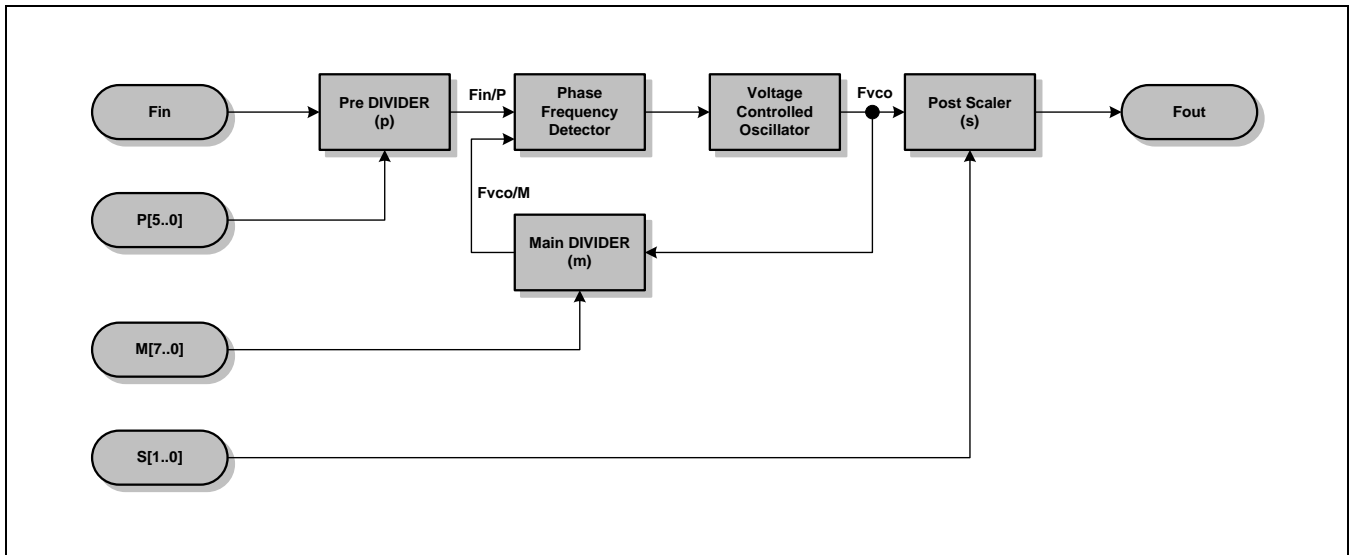 Fin
Pre DIVIDER
(p)
Fin/P
Phase
Frequency
Detector
Voltage
Controlled
Oscillator
Fvco
Post Scaler
(s)
Fout
P[5..0]
Fvco/M
Main DIVIDER
(m)
M[7..0]
S[1..0]